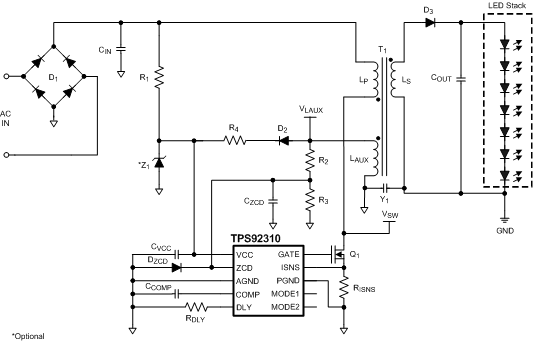 LED Stack
D3
T1
CIN
D1
R1
LP
LS
COUT
VLAUX
AC
IN
R4
D2
*Z1
R2
LAUX
R3
CZCD
Y1
VSW
GND
TPS92310
CVCC
VCC
GATE
Q1
DZCD
ZCD
ISNS
AGND
PGND
RISNS
CCOMP
COMP
MODE1
RDLY
DLY
MODE2
*Optional